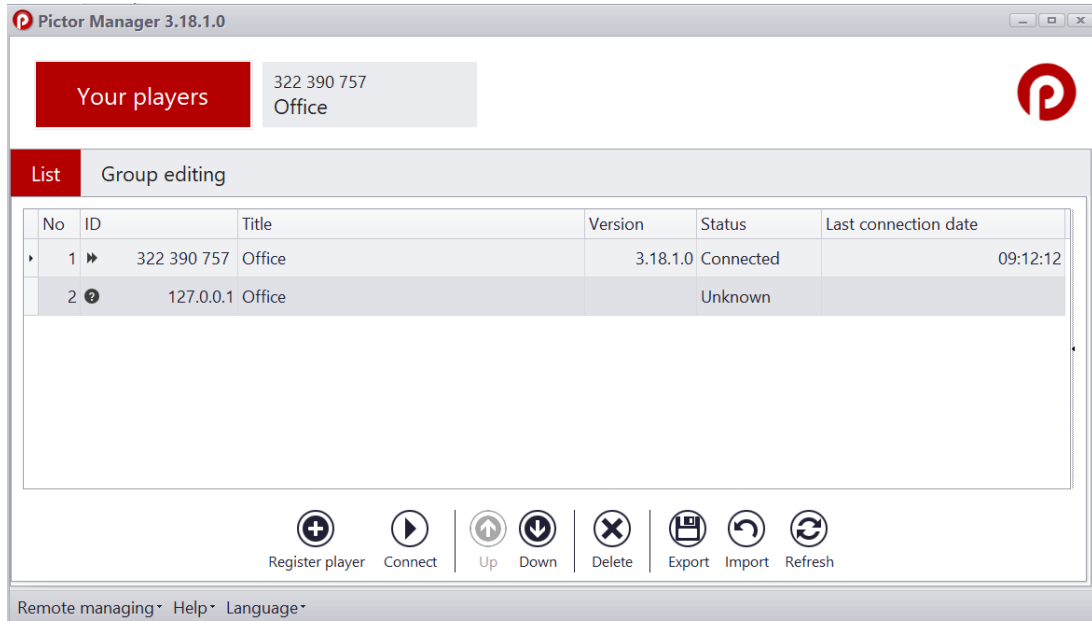 Pictor Manager 3.18.1.0
Your players
322 390 757
Office
List Group editing
No ID Title Version Status Last connection date
1 322 390 757 Office 3.18.1.0 Connected 09:12:12
2 127.0.0.1 Office Unknown
Register player Connect Up Down Delete Export Import Refresh
Remote managing Help Language